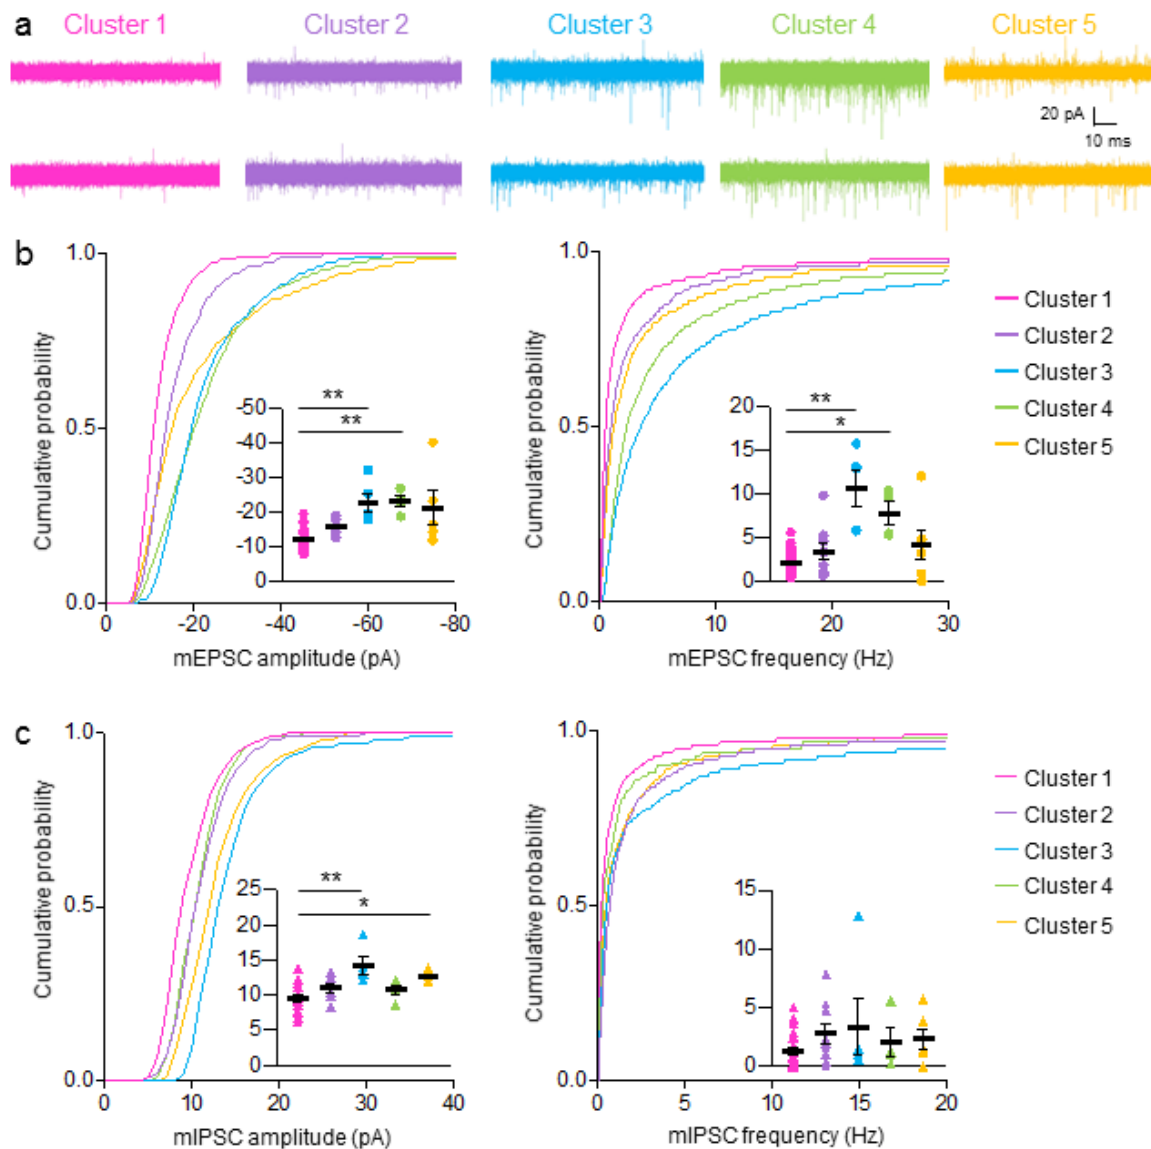 a
Cluster 1 Cluster 2 Cluster 3 Cluster 4 Cluster 5
20 pA
10 ms
b
Cumulative probability
1.0
0.5
0.0
0 -20 -40 -60 -80
mEPSC amplitude (pA)
-50
-40
-30
-20
-10
0
**
**
Cumulative probability
1.0
0.5
0.0
0 10 20 30
mEPSC frequency (Hz)
20
15
10
5
0
**
*
Cluster 1
Cluster 2
Cluster 3
Cluster 4
Cluster 5
c
Cumulative probability
1.0
0.5
0.0
0 10 20 30 40
mIPSC amplitude (pA)
25
20
15
10
5
0
**
*
Cumulative probability
1.0
0.5
0.0
0 5 10 15 20
mIPSC frequency (Hz)
15
10
5
0
Cluster 1
Cluster 2
Cluster 3
Cluster 4
Cluster 5